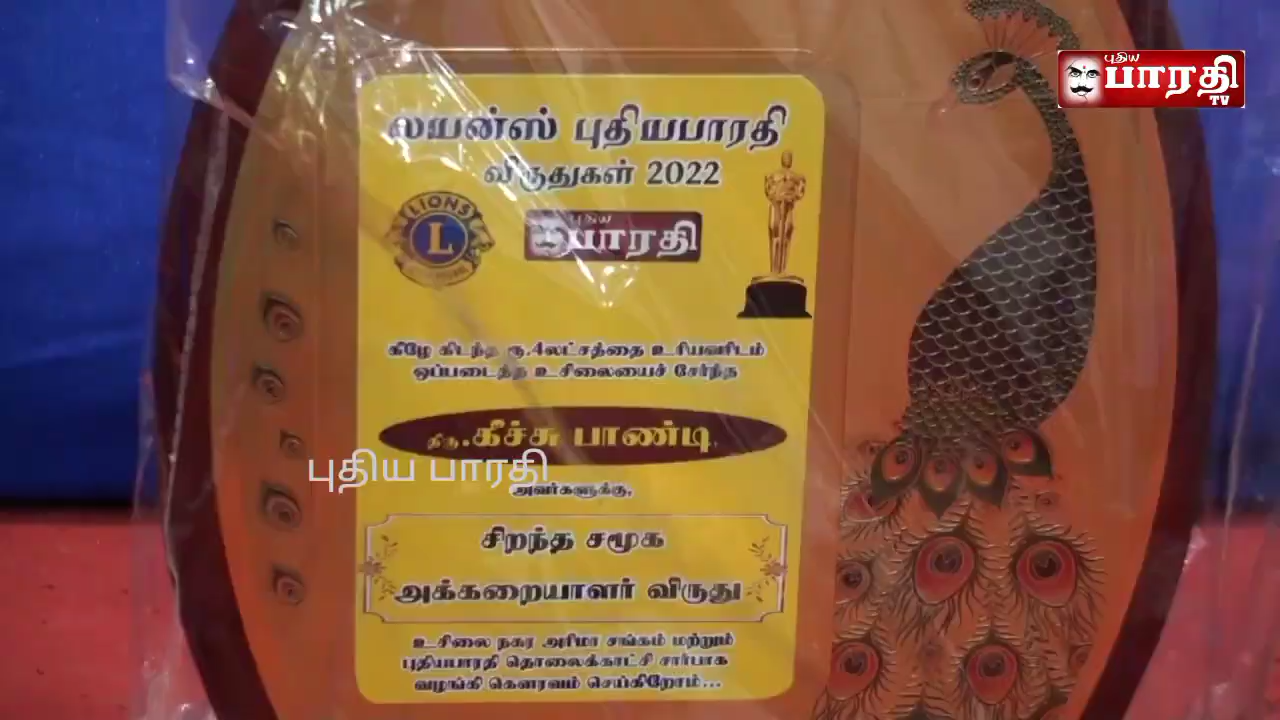 புதிய
பாரதி
TV
லயன்ஸ் புதியபாரதி
விருதுகள் 2022
LIONS
L
புதிய
பாரதி
கிழே கிடந்த ரூ.4லட்சத்தை உரியவரிடம்
ஒப்படைத்த உசிலையைச் சேர்ந்த
திரு.கீச்சு பாண்டி,
புதிய பாரதி
அவர்களுக்கு,
சிறந்த சமூக
அக்கறையாளர் விருது
உசிலை நகர அரிமா சங்கம் மற்றும்
புதியபாரதி தொலைக்காட்சி சார்பாக
வழங்கி கௌரவம் செய்கிறோம்...